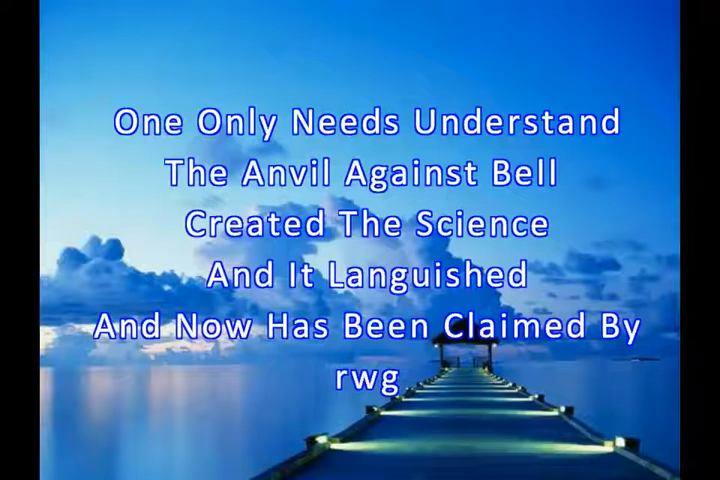 One Only Needs Understand
The Anvil Against Bell
Created The Science
And It Languished
And Now Has Been Claimed By
rwg